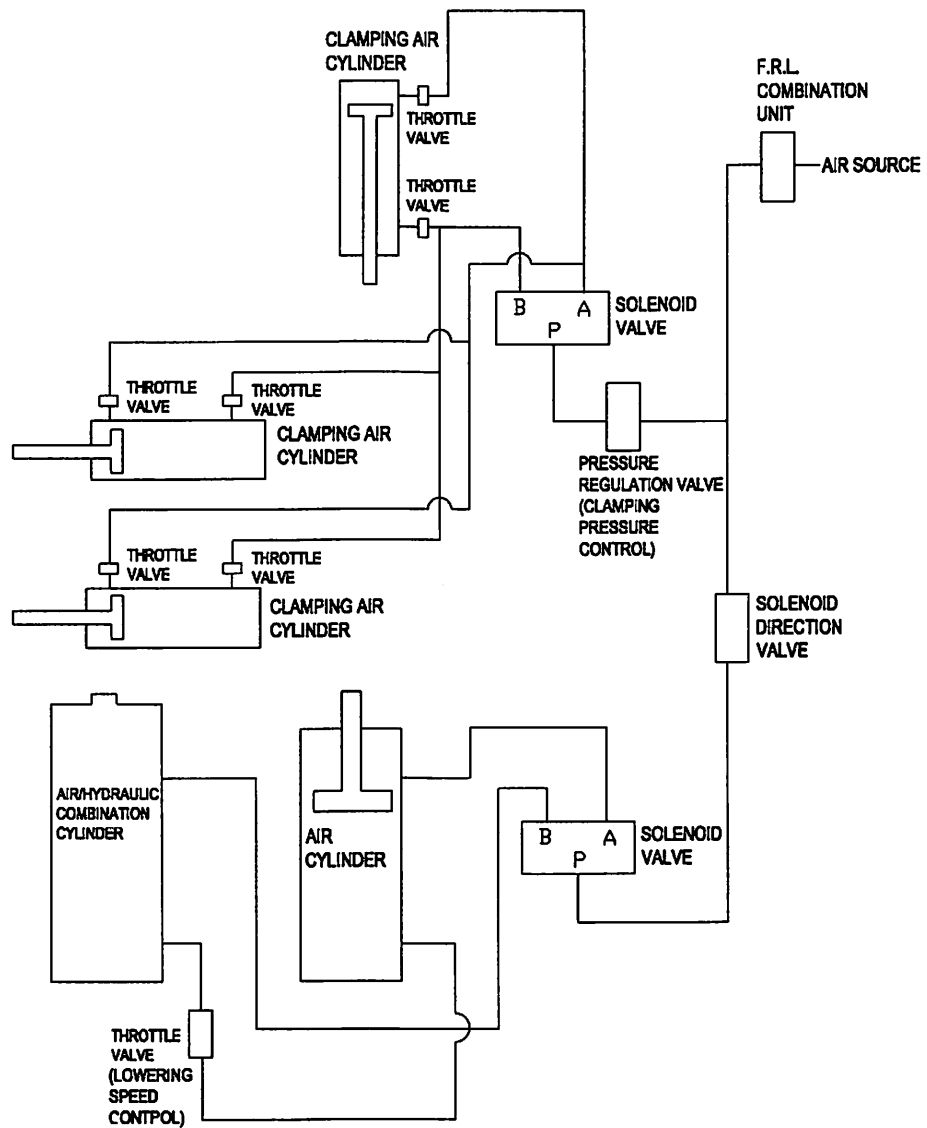 CLAMPING AIR
CYLINDER
THROTTLE
VALVE
THROTTLE
VALVE
F.R.L.
COMBINATION
UNIT
AIR SOURCE
B
A
P
SOLENOID
VALVE
THROTTLE
VALVE
THROTTLE
VALVE
CLAMPING AIR
CYLINDER
PRESSURE
REGULATION VALVE
(CLAMPING
PRESSURE
CONTROL)
THROTTLE
VALVE
THROTTLE
VALVE
CLAMPING AIR
CYLINDER
SOLENOID
DIRECTION
VALVE
AIR/HYDRAULIC
COMBINATION
CYLINDER
AIR
CYLINDER
B
A
P
SOLENOID
VALVE
THROTTLE
VALVE
(LOWERING
SPEED
CONTPOL)